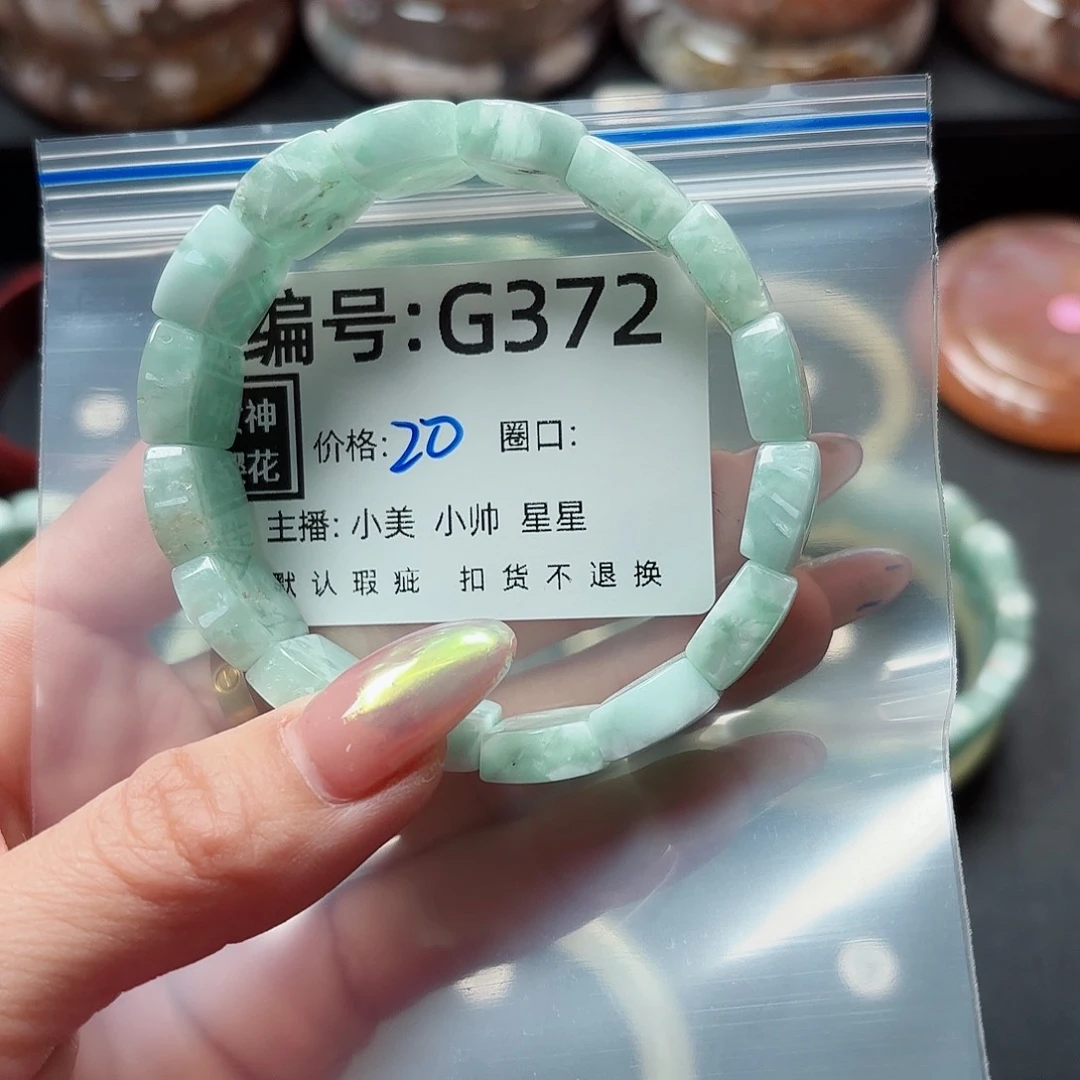 编号:G372
神
花
价格:20 圈口:
主播: 小美 小帅 星星
默认瑕疵 扣货不退换